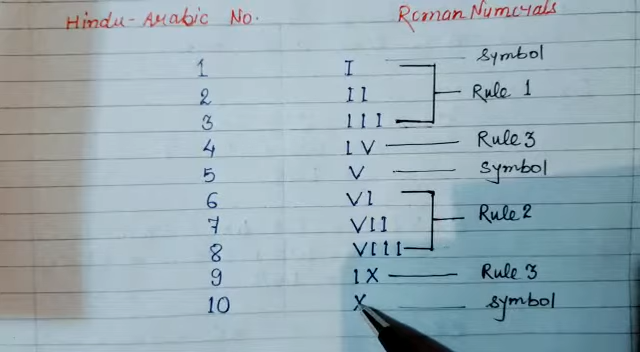 Hindu-Arabic No. Roman Numerals
1 I Symbol
2 II Rule 1
3 III
4 IV Rule 3
5 V Symbol
6 VI
7 VII Rule 2
8 VIII
9 IX Rule 3
10 X Symbol